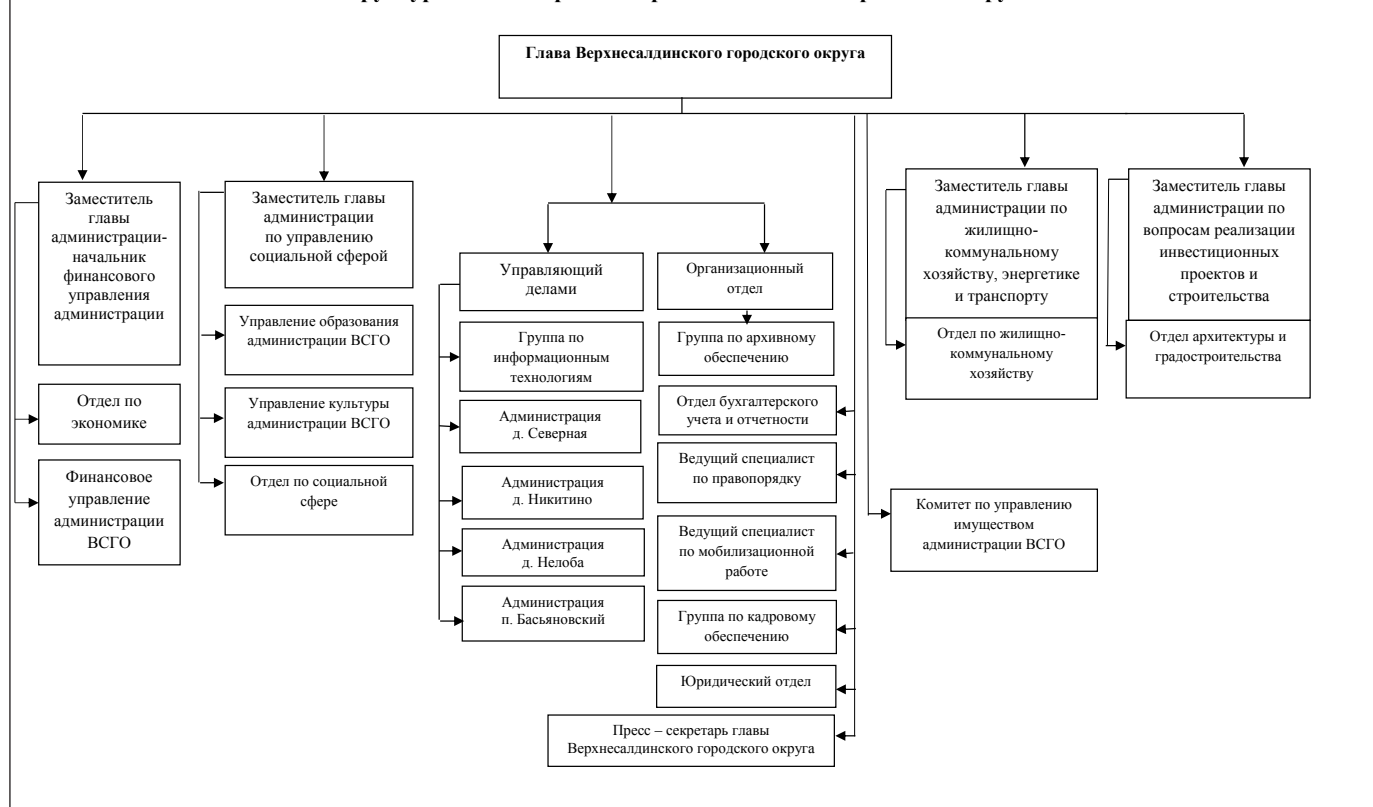 Глава Верхнесалдинского городского округа
Заместитель
главы
администрации-
начальник
финансового
управления
администрации
Отдел по
экономике
Финансовое
управление
администрации
ВСГО
Заместитель главы
администрации
по управлению
социальной сферой
Управление образования
администрации ВСГО
Управление культуры
администрации ВСГО
Отдел по социальной
сфере
Управляющий
делами
Группа по
информационным
технологиям
Администрация
д. Северная
Администрация
д. Никитино
Администрация
д. Нелоба
Администрация
п. Басьяновский
Организационный
отдел
Группа по архивному
обеспечению
Отдел бухгалтерского
учета и отчетности
Ведущий специалист
по правопорядку
Ведущий специалист
по мобилизационной
работе
Группа по кадровому
обеспечению
Юридический отдел
Пресс – секретарь главы
Верхнесалдинского городского округа
Заместитель главы
администрации по
жилищно-
коммунальному
хозяйству, энергетике
и транспорту
Отдел по жилищно-
коммунальному
хозяйству
Комитет по управлению
имуществом
администрации ВСГО
Заместитель главы
администрации по
вопросам реализации
инвестиционных
проектов и
строительства
Отдел архитектуры и
градостроительства